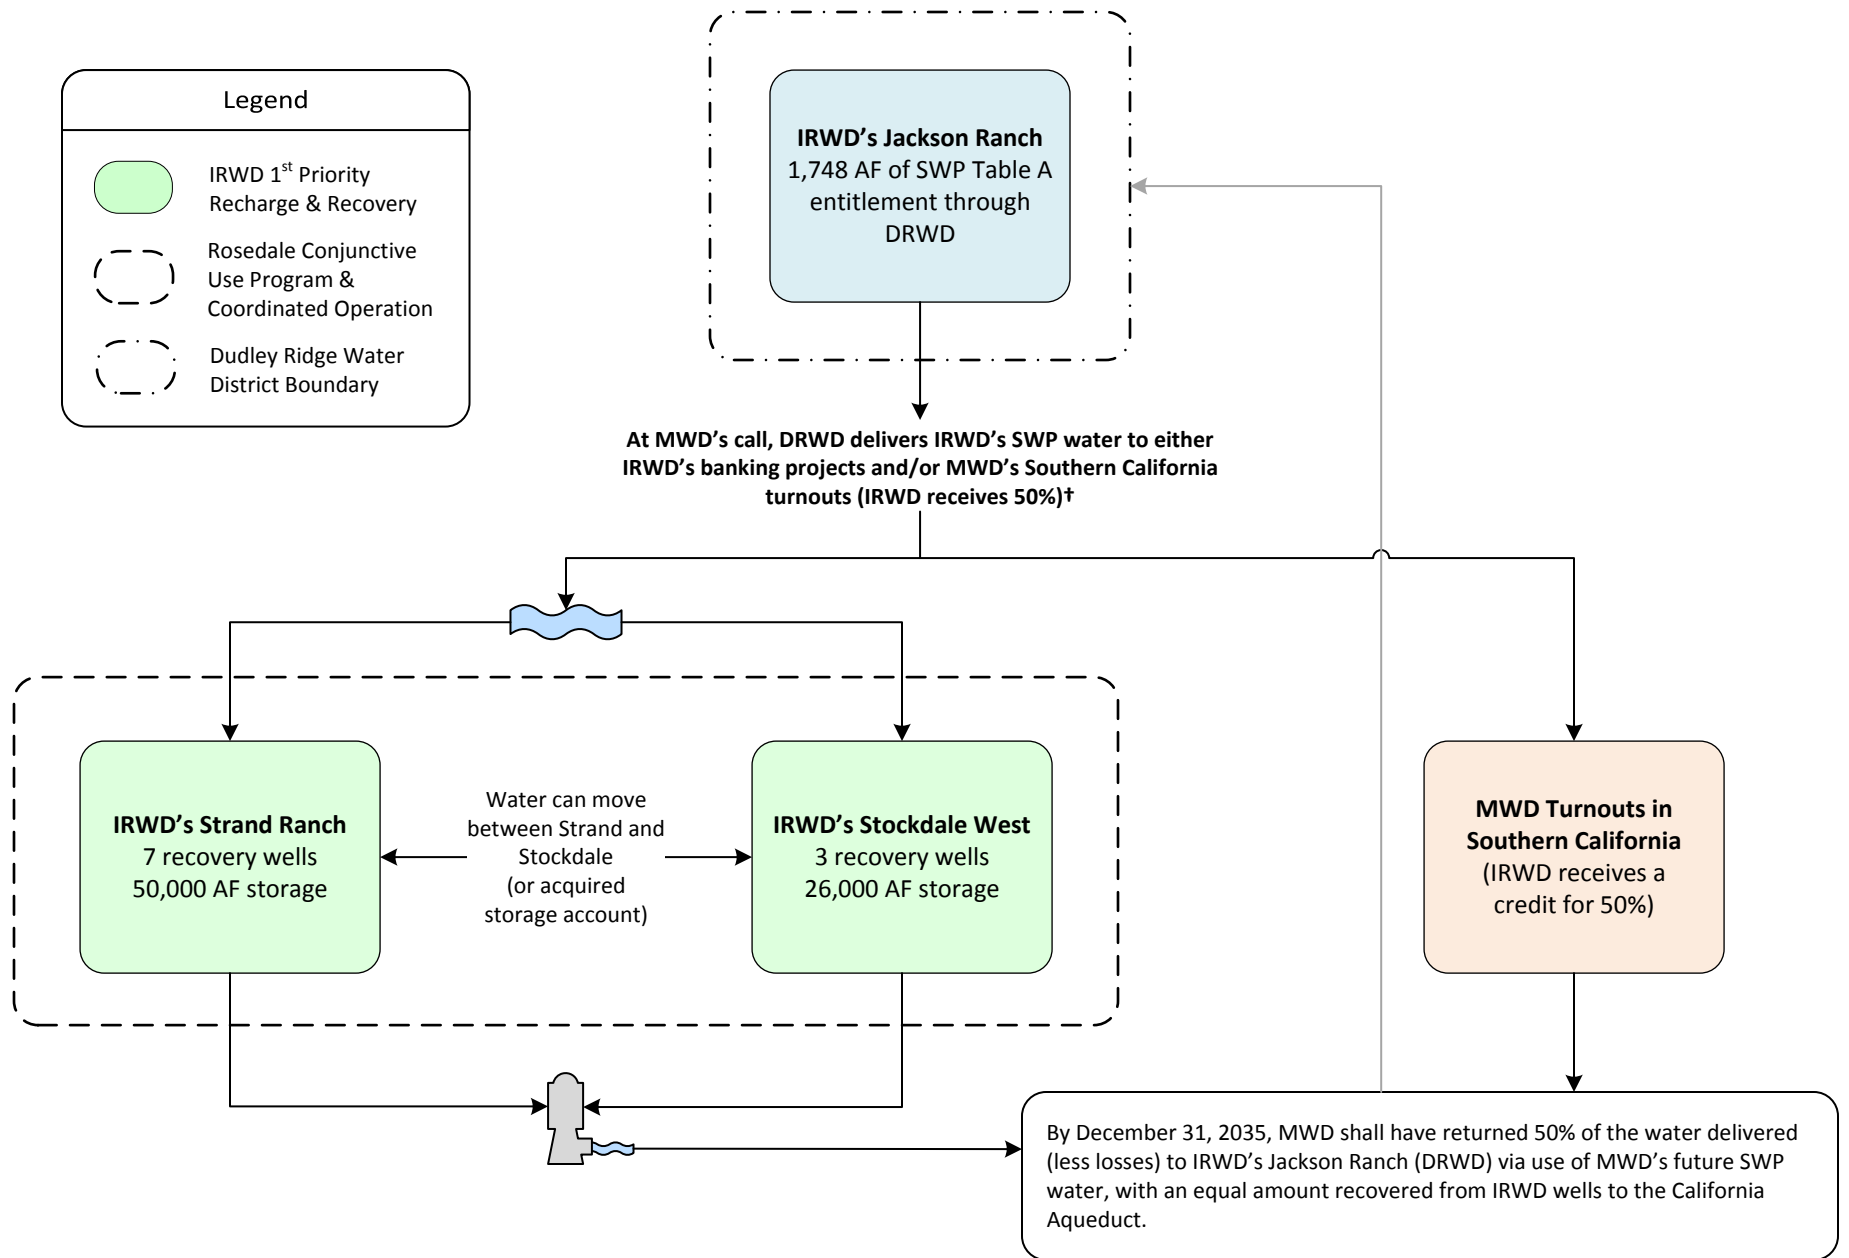 Legend
IRWD 1st Priority
Recharge & Recovery
Rosedale Conjunctive
Use Program &
Coordinated Operation
Dudley Ridge Water
District Boundary
IRWD’s Jackson Ranch
1,748 AF of SWP Table A
entitlement through
DRWD
At MWD’s call, DRWD delivers IRWD’s SWP water to either
IRWD’s banking projects and/or MWD’s Southern California
turnouts (IRWD receives 50%)†
IRWD’s Strand Ranch
7 recovery wells
50,000 AF storage
Water can move
between Strand and
Stockdale
(or acquired
storage account)
IRWD’s Stockdale West
3 recovery wells
26,000 AF storage
MWD Turnouts in
Southern California
(IRWD receives a
credit for 50%)
By December 31, 2035, MWD shall have returned 50% of the water delivered
(less losses) to IRWD’s Jackson Ranch (DRWD) via use of MWD’s future SWP
water, with an equal amount recovered from IRWD wells to the California
Aqueduct.